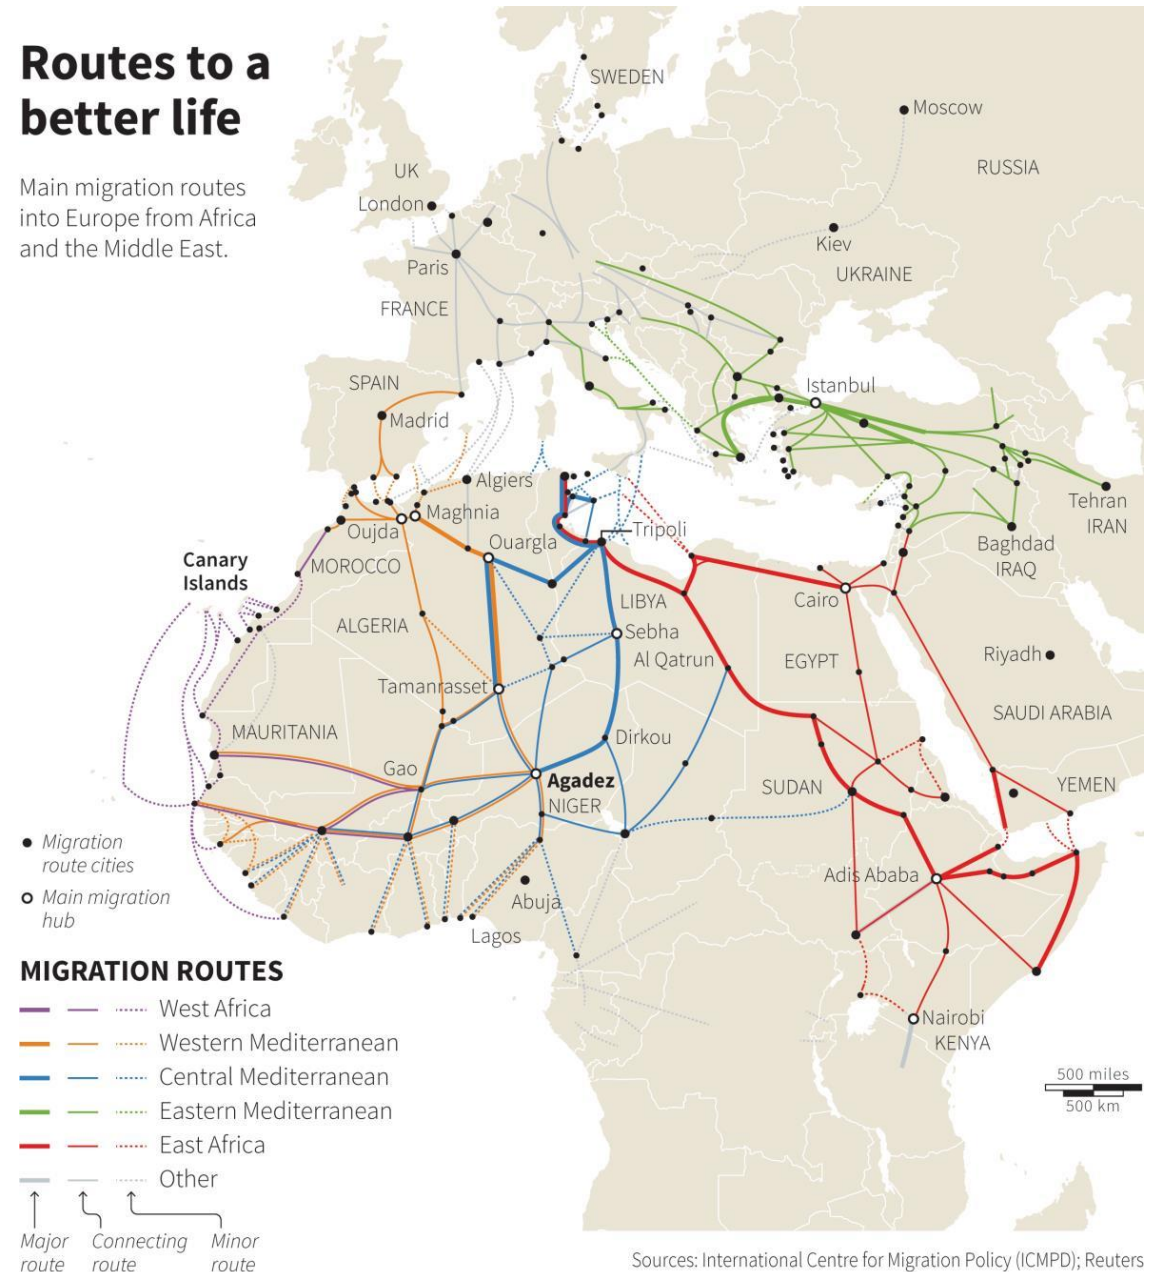 Routes to a
better life
Main migration routes
into Europe from Africa
and the Middle East.
SWEDEN
Moscow
RUSSIA
UK
London
Kiev
UKRAINE
Paris
FRANCE
SPAIN
Madrid
Istanbul
Algiers
Tehran
IRAN
Maghnia
Oujda
Tripoli
Ouargla
Baghdad
IRAQ
Canary
Islands
MOROCCO
LIBYA
Cairo
ALGERIA
Sebha
Al Qatrun
EGYPT
Riyadh
Tamanrasset
SAUDI ARABIA
MAURITANIA
Dirkou
Gao
Agadez
NIGER
SUDAN
YEMEN
Adis Ababa
Abuja
Lagos
Nairobi
KENYA
Migration
route cities
Main migration
hub
MIGRATION ROUTES
West Africa
Western Mediterranean
Central Mediterranean
Eastern Mediterranean
East Africa
Other
Major
route
Connecting
route
Minor
route
500 miles
500 km
Sources: International Centre for Migration Policy (ICMPD); Reuters